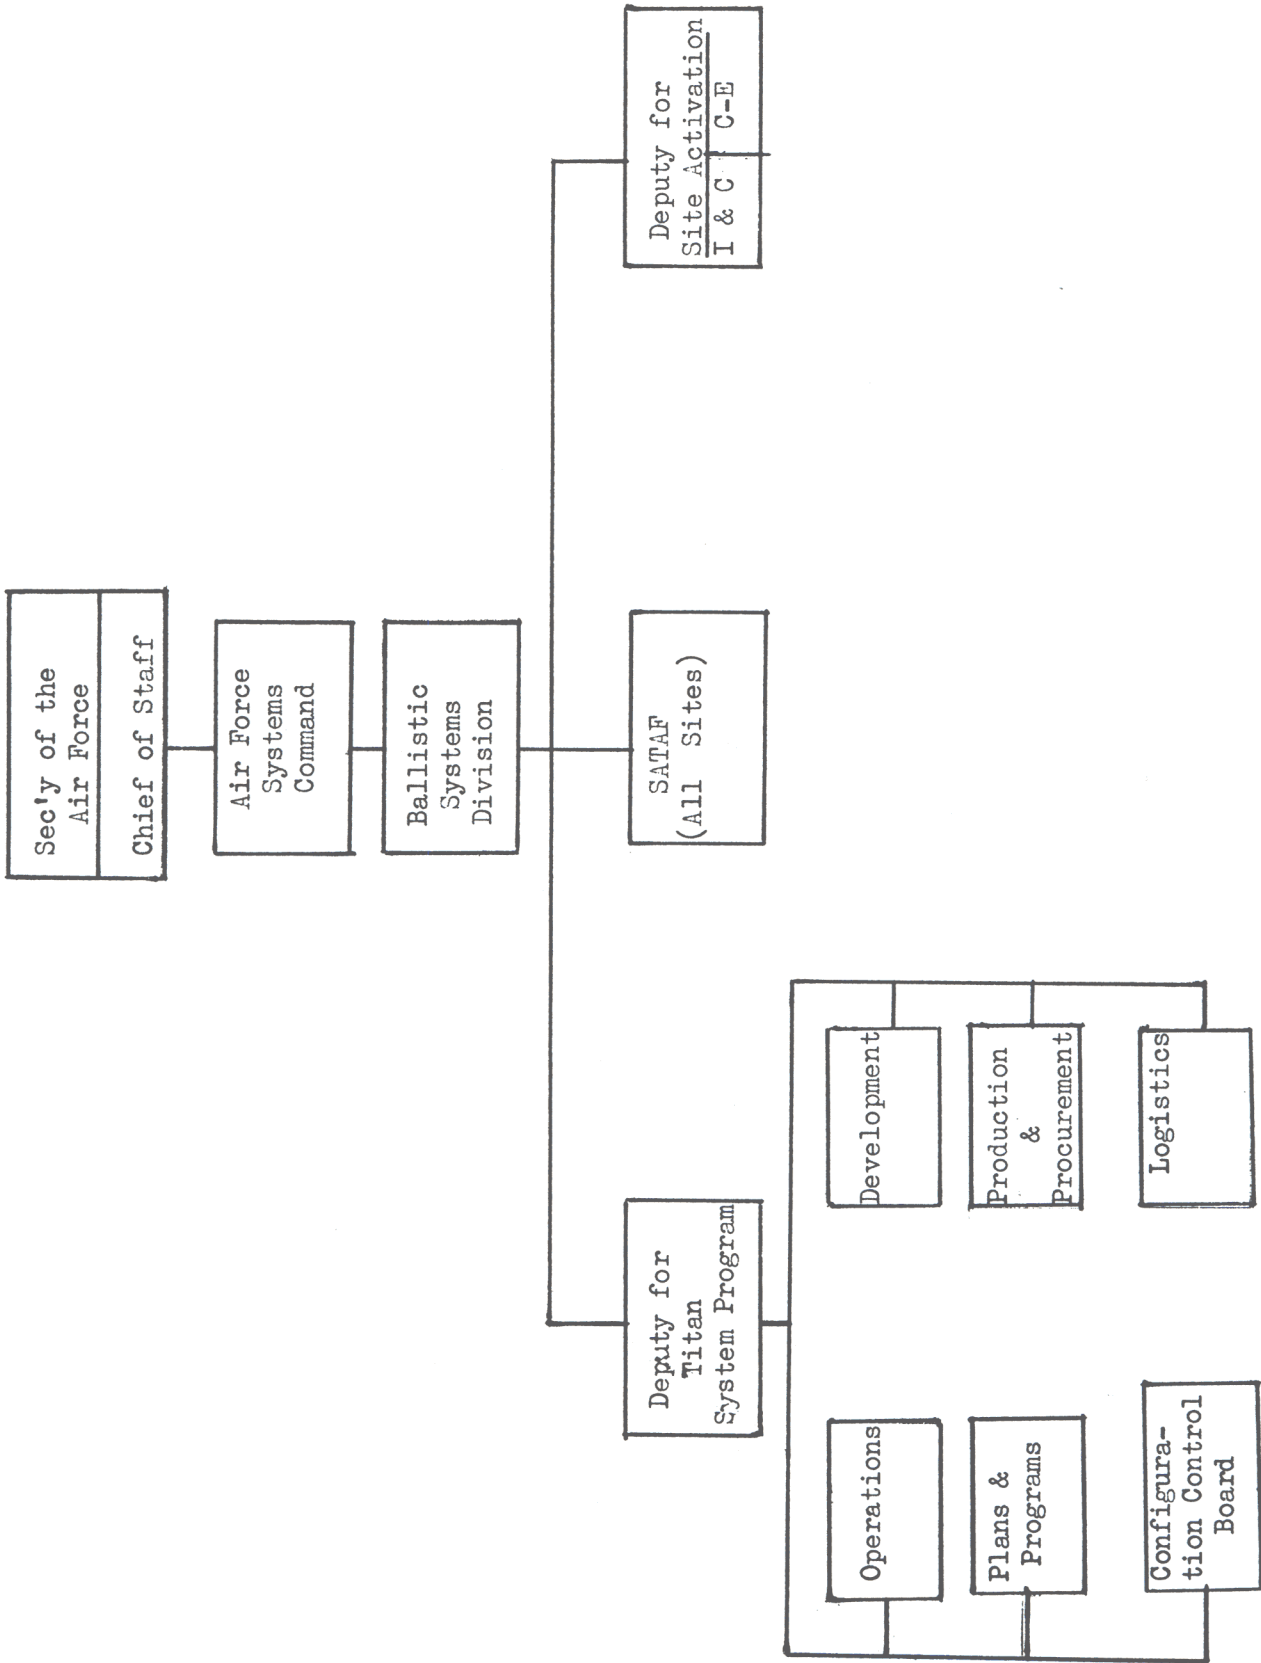 Sec'y of the
Air Force
Chief of Staff
Air Force
Systems
Command
Ballistic
Systems
Division
Deputy for
Titan
System Program
SATAF
(All Sites)
Deputy for
Site Activation
I & C C-E
Operations
Development
Plans &
Programs
Production
&
Procurement
Configura-
tion Control
Board
Logistics